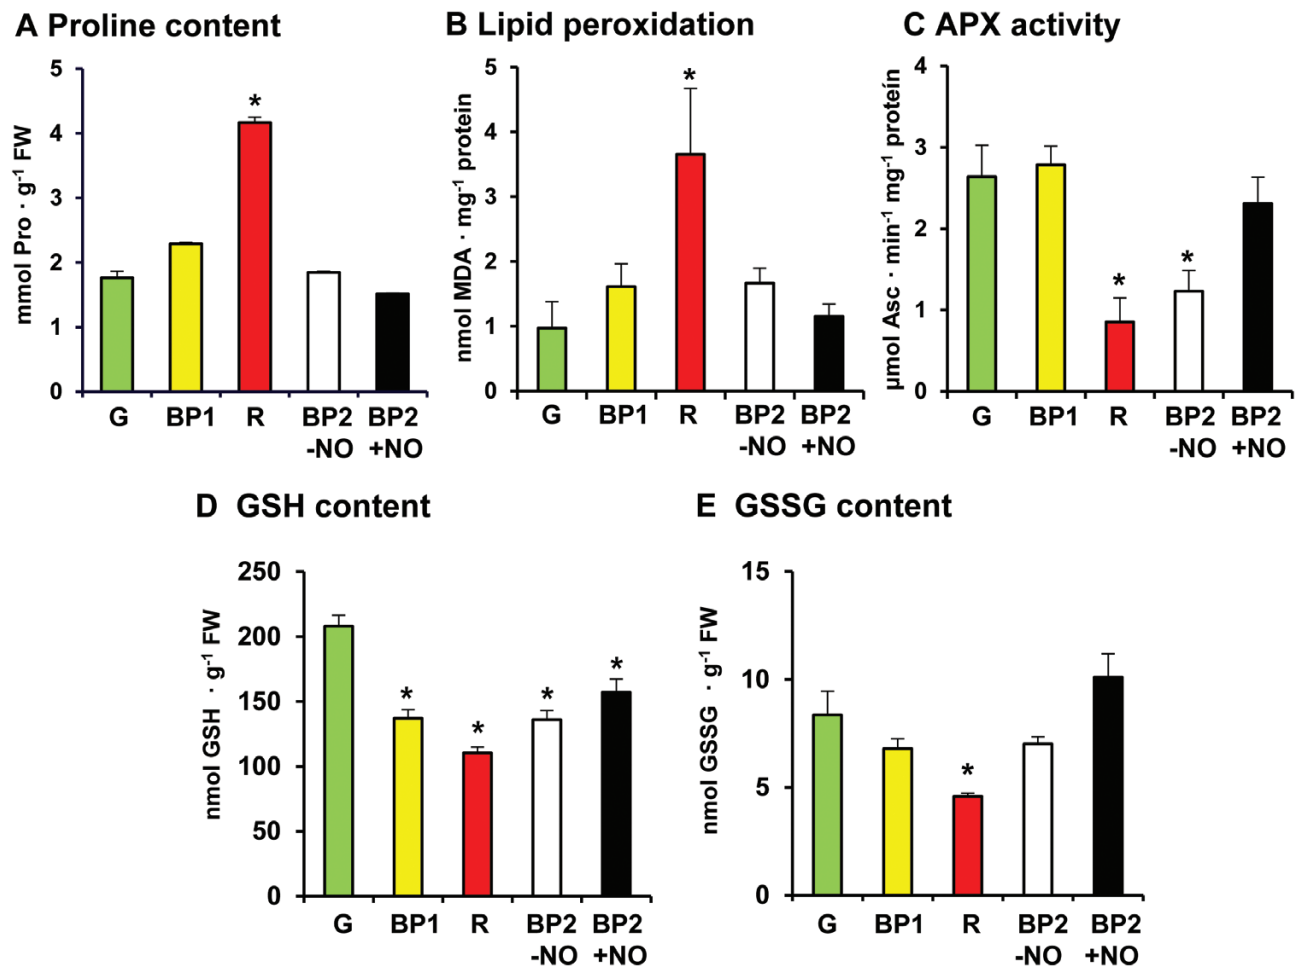 A Proline content
B Lipid peroxidation
C APX activity
mmol Pro · g-1 FW
5
4
3
2
1
0
*
G BP1 R BP2 BP2
-NO +NO
nmol MDA · mg-1 protein
5
4
3
2
1
0
*
G BP1 R BP2 BP2
-NO +NO
µmol Asc · min-1 mg-1 proteín
4
3
2
1
0
* *
G BP1 R BP2 BP2
-NO +NO
D GSH content
E GSSG content
nmol GSH · g-1 FW
250
200
150
100
50
0
* * * *
G BP1 R BP2 BP2
-NO +NO
nmol GSSG · g-1 FW
15
10
5
0
*
G BP1 R BP2 BP2
-NO +NO